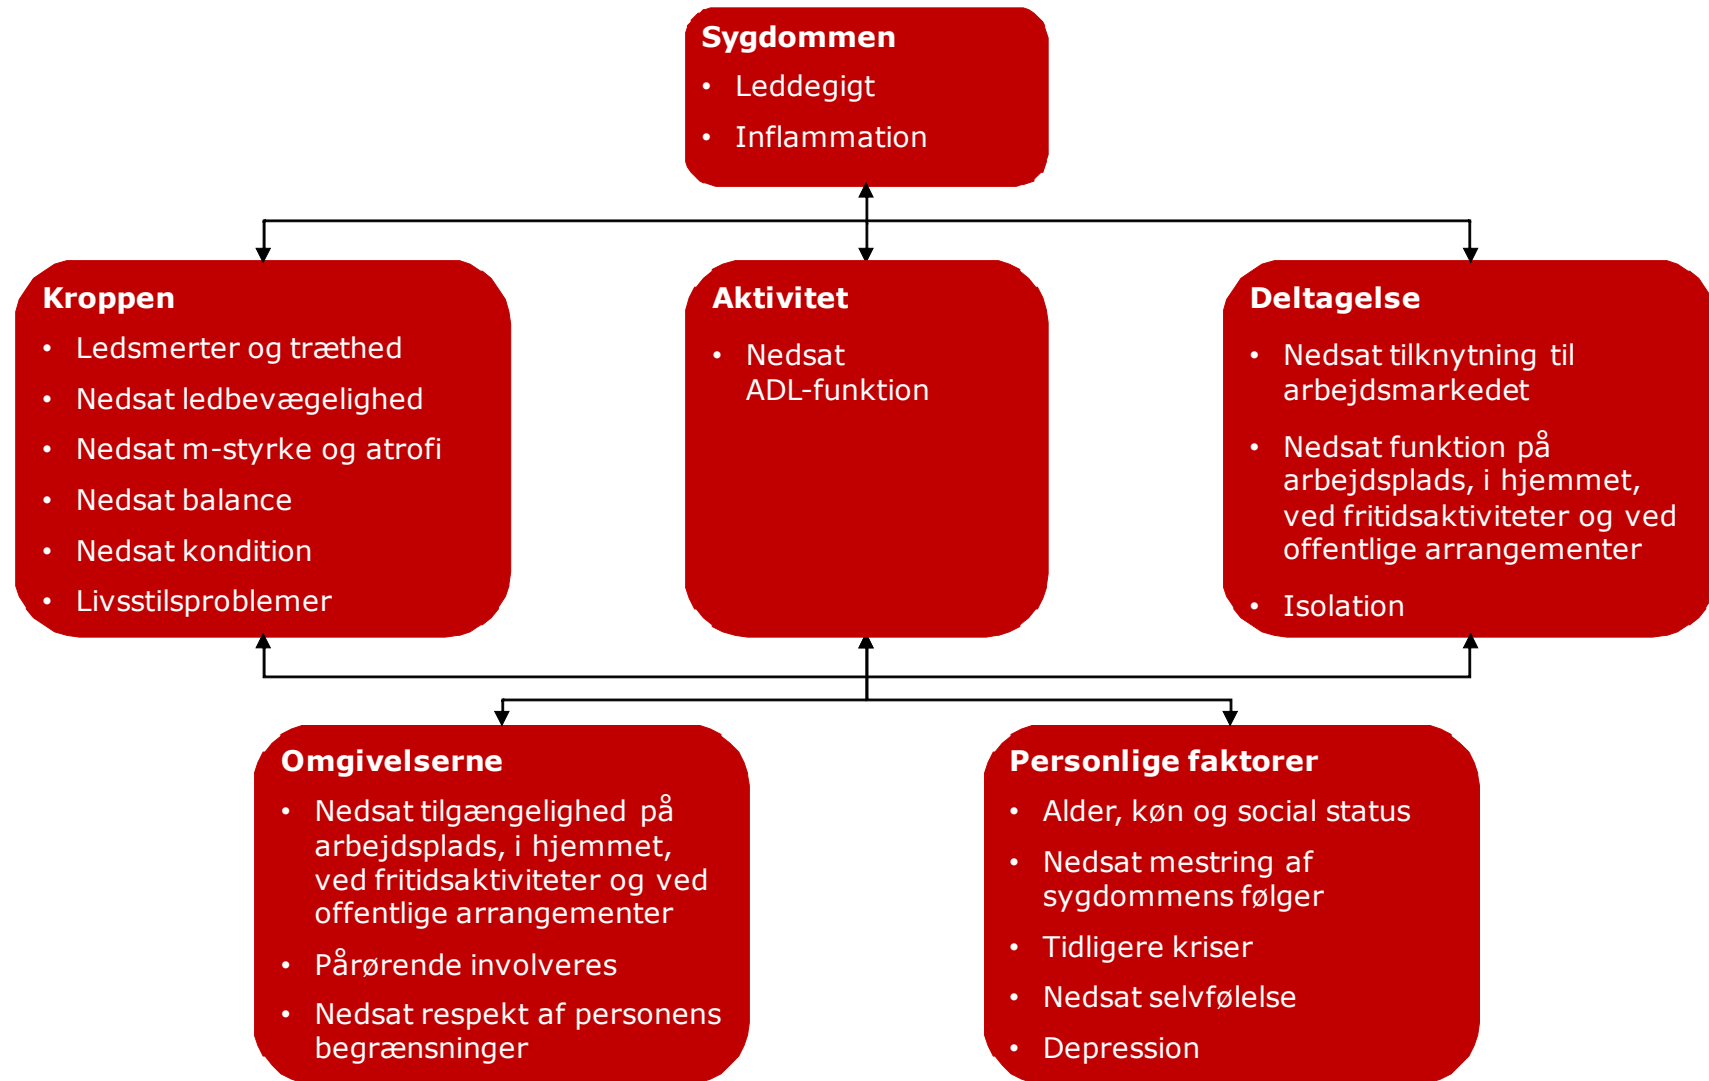 Sygdommen
• Leddegigt
• Inflammation
Kroppen
• Ledsmerter og træthed
• Nedsat ledbevægelighed
• Nedsat m-styrke og atrofi
• Nedsat balance
• Nedsat kondition
• Livsstilsproblemer
Aktivitet
• Nedsat
ADL-funktion
Deltagelse
• Nedsat tilknytning til
arbejdsmarkedet
• Nedsat funktion på
arbejdsplads, i hjemmet,
ved fritidsaktiviteter og ved
offentlige arrangementer
• Isolation
Omgivelserne
• Nedsat tilgængelighed på
arbejdsplads, i hjemmet,
ved fritidsaktiviteter og ved
offentlige arrangementer
• Pårørende involveres
• Nedsat respekt af personens
begrænsninger
Personlige faktorer
• Alder, køn og social status
• Nedsat mestring af
sygdommens følger
• Tidligere kriser
• Nedsat selvfølelse
• Depression